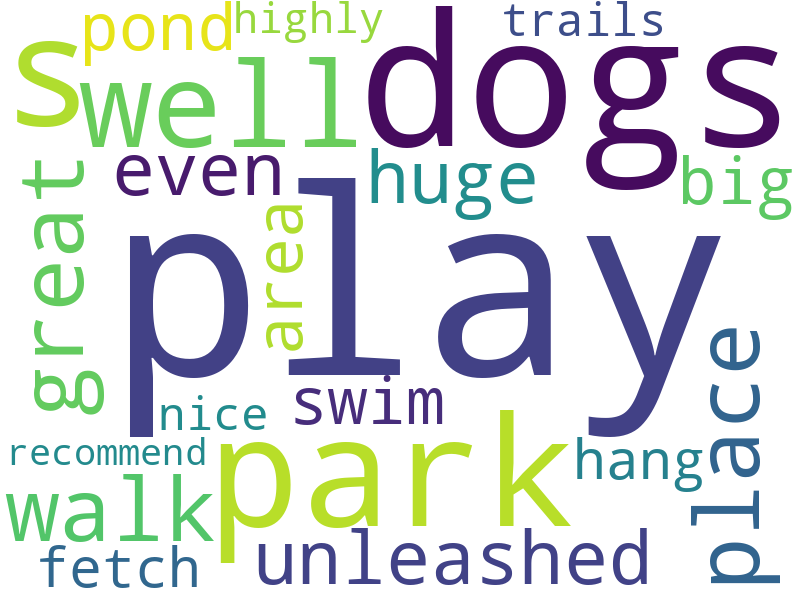 pond highly trails
s well dogs
even huge big
great area play
swim place
nice
recommend park hang
walk
fetch unleashed